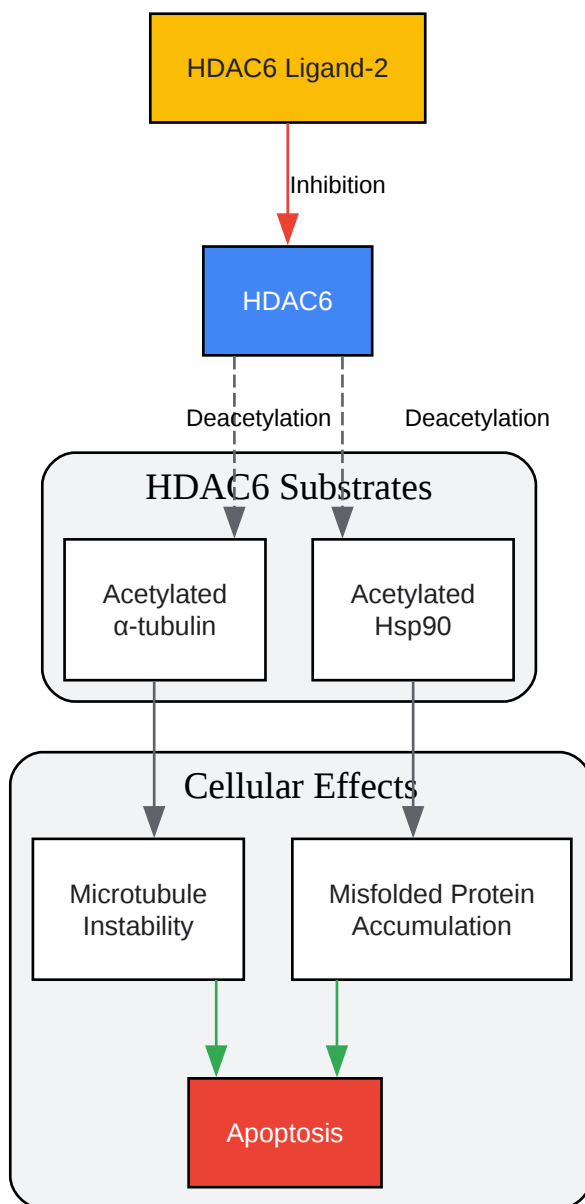 HDAC6 Ligand-2
Inhibition
HDAC6
Deacetylation
Deacetylation
HDAC6 Substrates
Acetylated
α-tubulin
Acetylated
Hsp90
Cellular Effects
Microtubule
Instability
Misfolded Protein
Accumulation
Apoptosis